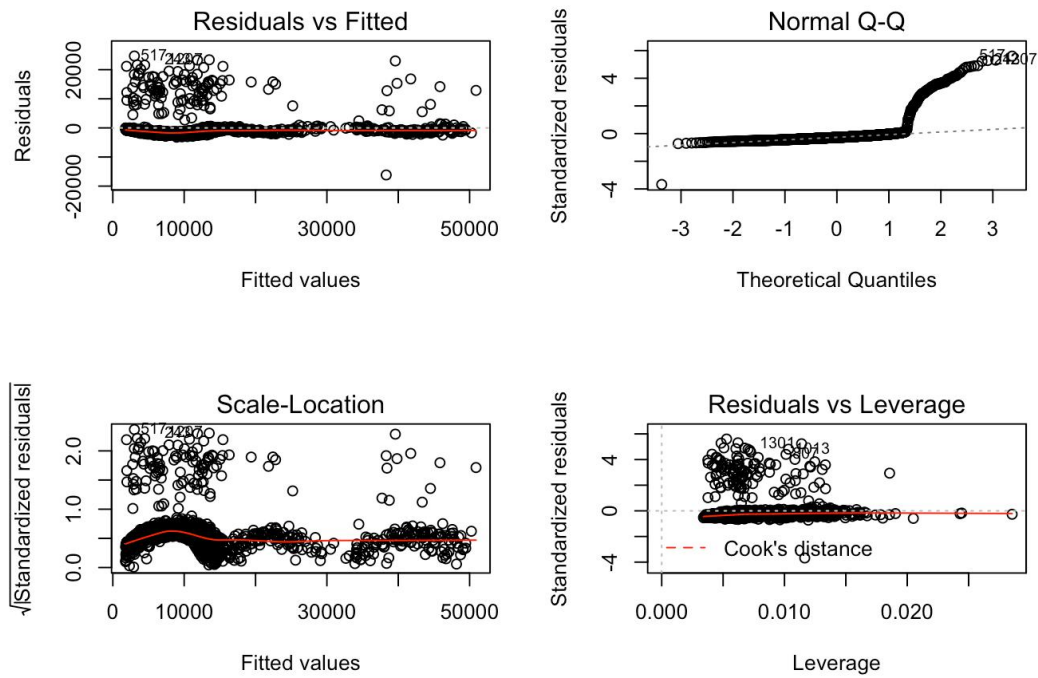 Residuals vs Fitted
Residuals
20000
0
-20000
517
0
10000
30000
50000
Fitted values
Normal Q-Q
Standardized residuals
4
0
-4
517
-3
-2
-1
0
1
2
3
Theoretical Quantiles
Scale-Location
√|Standardized residuals|
2.0
1.0
0.0
517
0
10000
30000
50000
Fitted values
Residuals vs Leverage
Standardized residuals
4
0
-4
1301
Cook's distance
0.000
0.010
0.020
Leverage